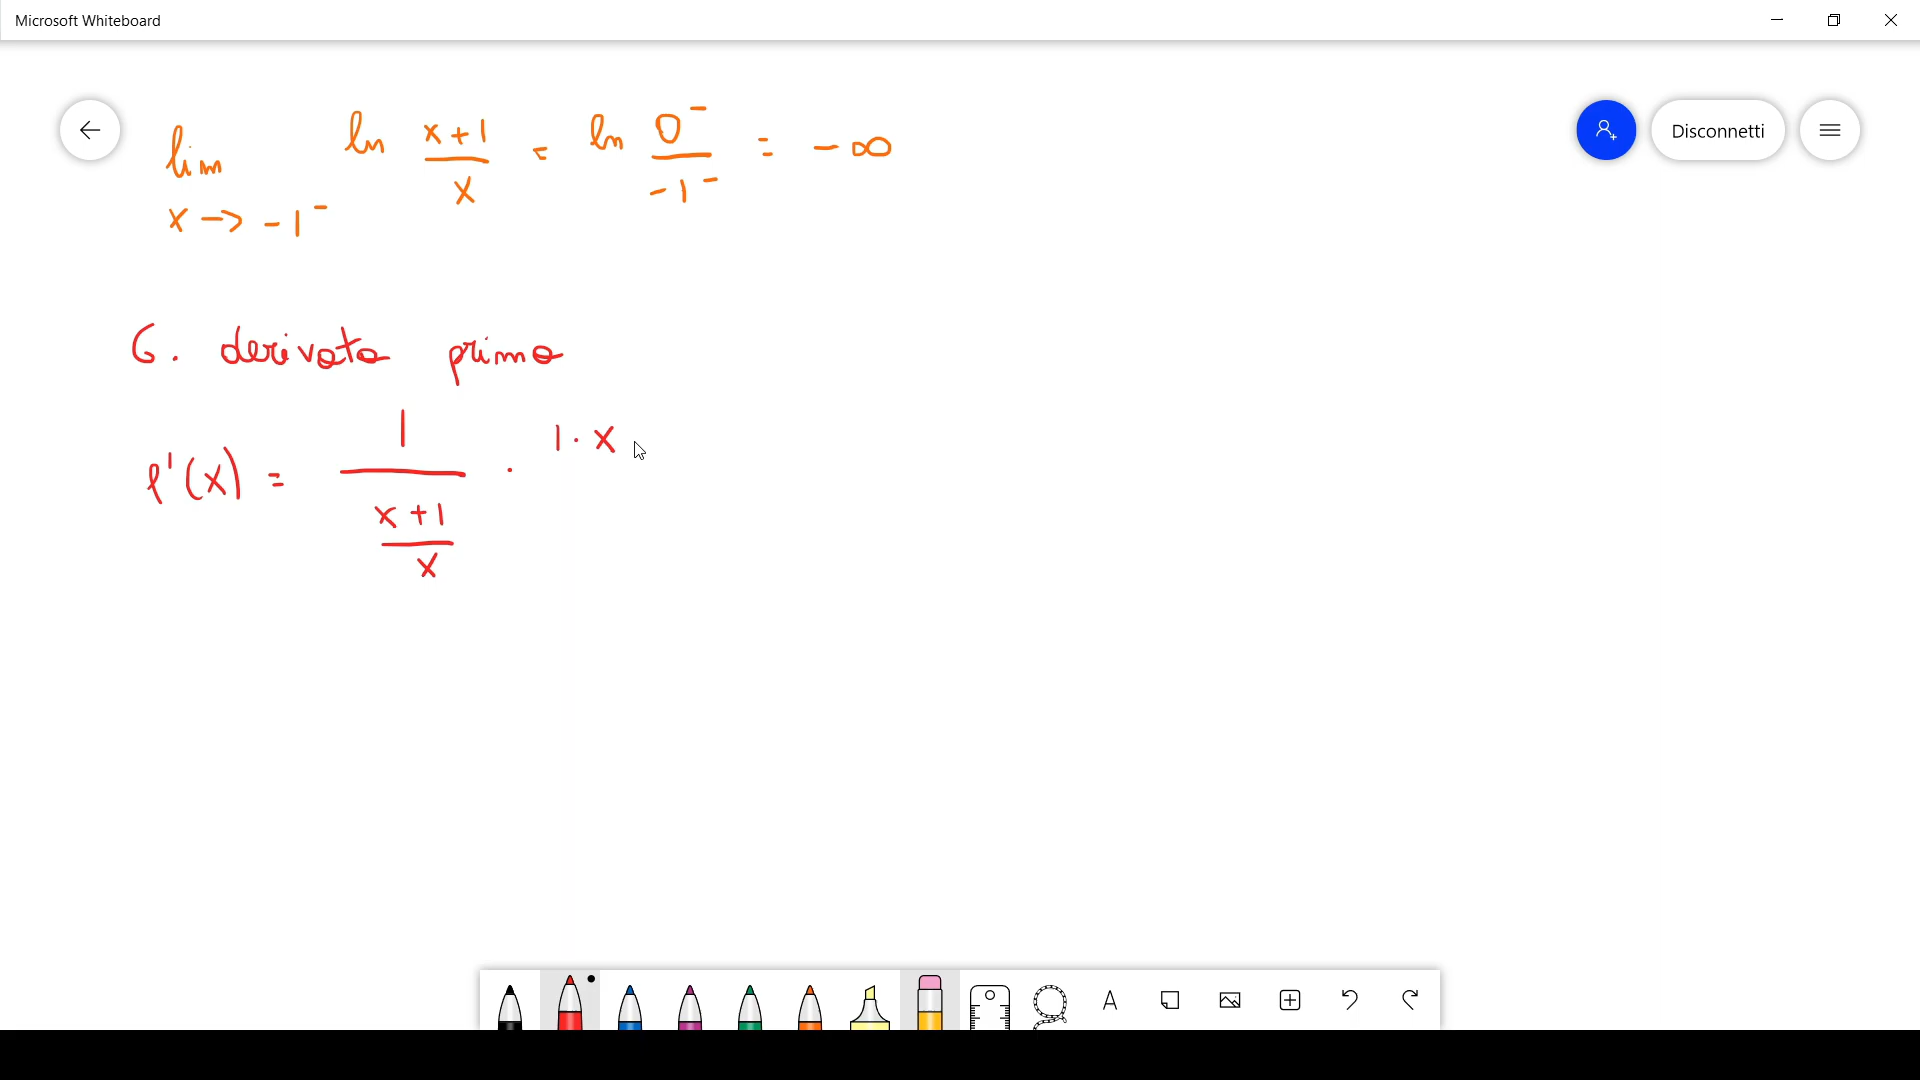 Microsoft Whiteboard
Disconnetti
lim x → -1⁻ ln (x+1)/x = ln 0⁻/-1⁻ = -∞
6. derivata prima
f'(x) = 1/((x+1)/x) · 1 · x
A